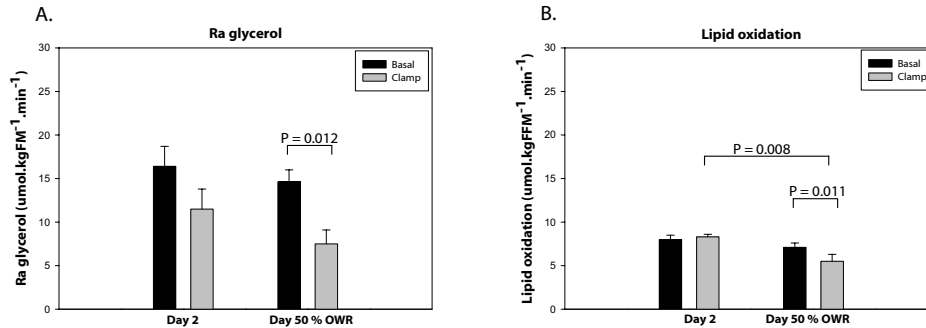 A.
Ra glycerol
Ra glycerol (umol.kgFM⁻¹.min⁻¹)
30
25
20
15
10
5
0
Basal
Clamp
P = 0.012
Day 2
Day 50 % OWR
B.
Lipid oxidation
Lipid oxidation (umol.kgFFM⁻¹.min⁻¹)
30
25
20
15
10
5
0
Basal
Clamp
P = 0.008
P = 0.011
Day 2
Day 50 % OWR